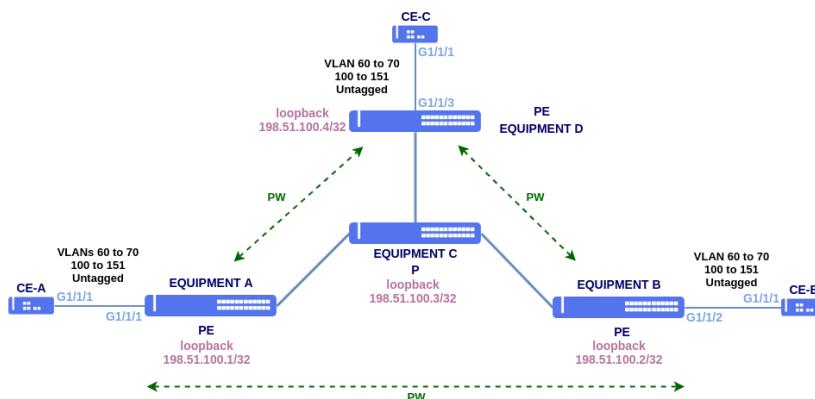 CE-C
G1/1/1
VLAN 60 to 70
100 to 151
Untagged
G1/1/3
loopback
198.51.100.4/32
PE
EQUIPMENT D
PW
PW
EQUIPMENT C
P
loopback
198.51.100.3/32
VLANs 60 to 70
100 to 151
Untagged
CE-A
G1/1/1
G1/1/1
EQUIPMENT A
PE
loopback
198.51.100.1/32
EQUIPMENT B
PE
loopback
198.51.100.2/32
VLAN 60 to 70
100 to 151
Untagged
G1/1/1
G1/1/2
PW